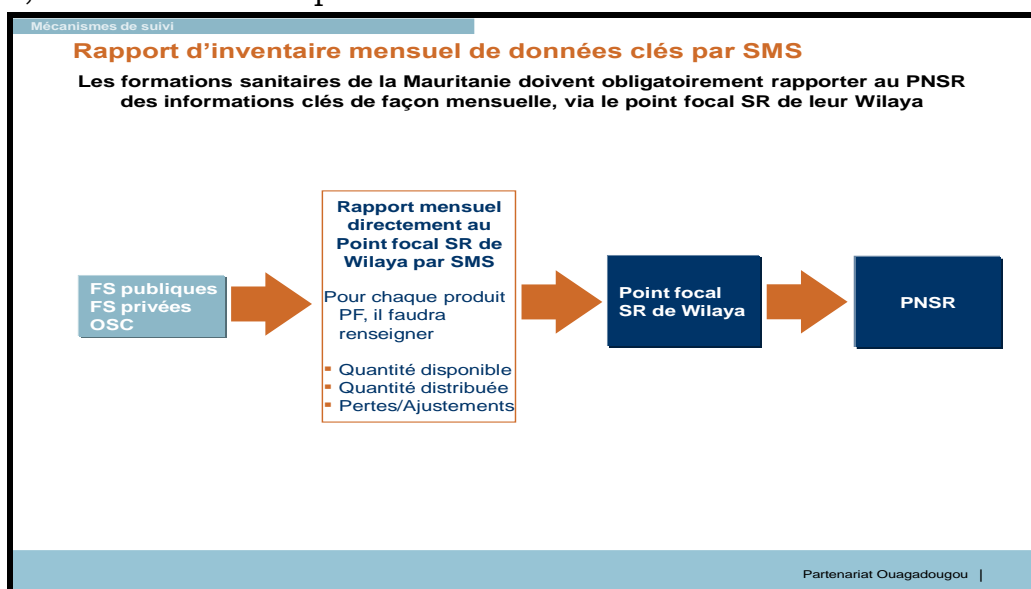 Mécanismes de suivi
Rapport d'inventaire mensuel de données clés par SMS
Les formations sanitaires de la Mauritanie doivent obligatoirement rapporter au PNSR
des informations clés de façon mensuelle, via le point focal SR de leur Wilaya
FS publiques
FS privées
OSC
Rapport mensuel
directement au
Point focal SR de
Wilaya par SMS
Pour chaque produit
PF, il faudra
renseigner
▪ Quantité disponible
▪ Quantité distribuée
▪ Pertes/Ajustements
Point focal
SR de Wilaya
PNSR
Partenariat Ouagadougou |